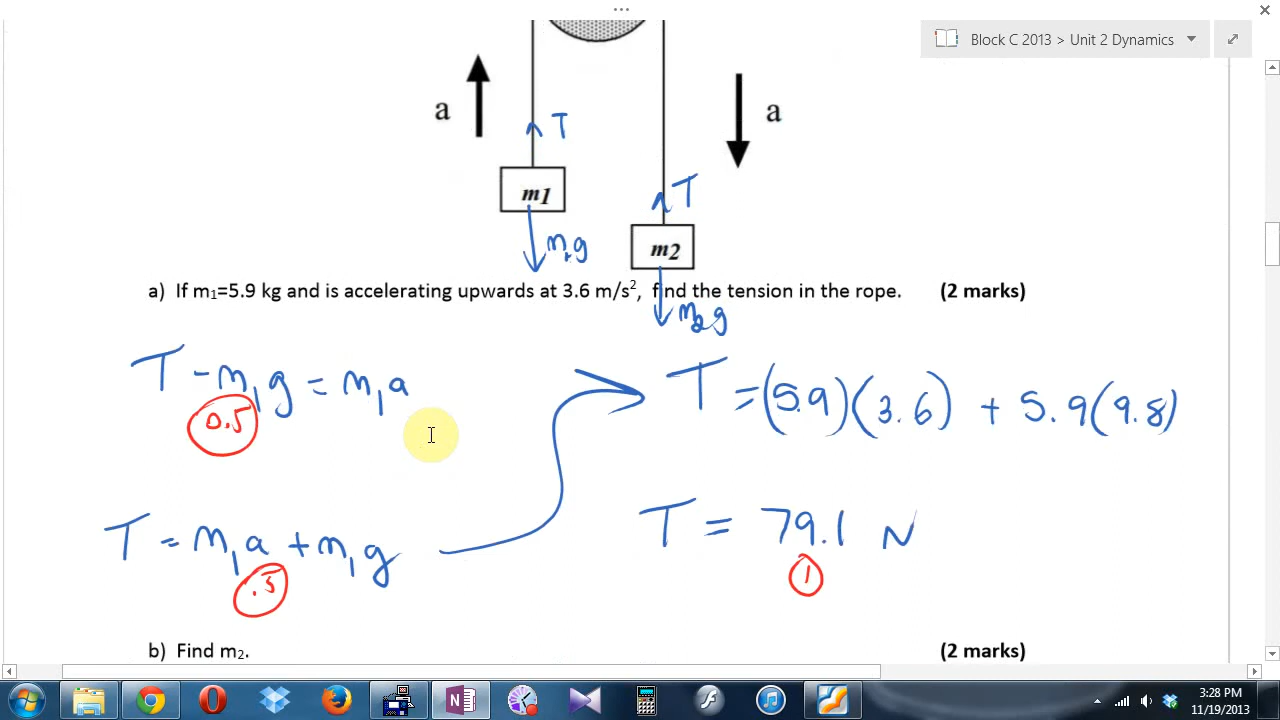 Block C 2013 > Unit 2 Dynamics
a
a
T
m1
T
m₁g
m2
a) If m₁=5.9 kg and is accelerating upwards at 3.6 m/s², find the tension in the rope. (2 marks)
m₂g
T - m₁g = m₁a
0.5
T = (5.9)(3.6) + 5.9(9.8)
T = m₁a + m₁g
.5
T = 79.1 N
1
b) Find m₂. (2 marks)
3:28 PM
11/19/2013